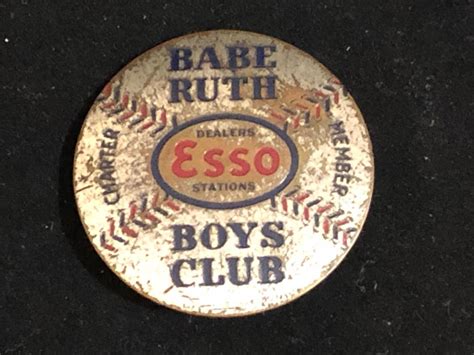 BABE
RUTH
CHARTER
DEALERS
Esso
STATIONS
MEMBER
BOYS
CLUB